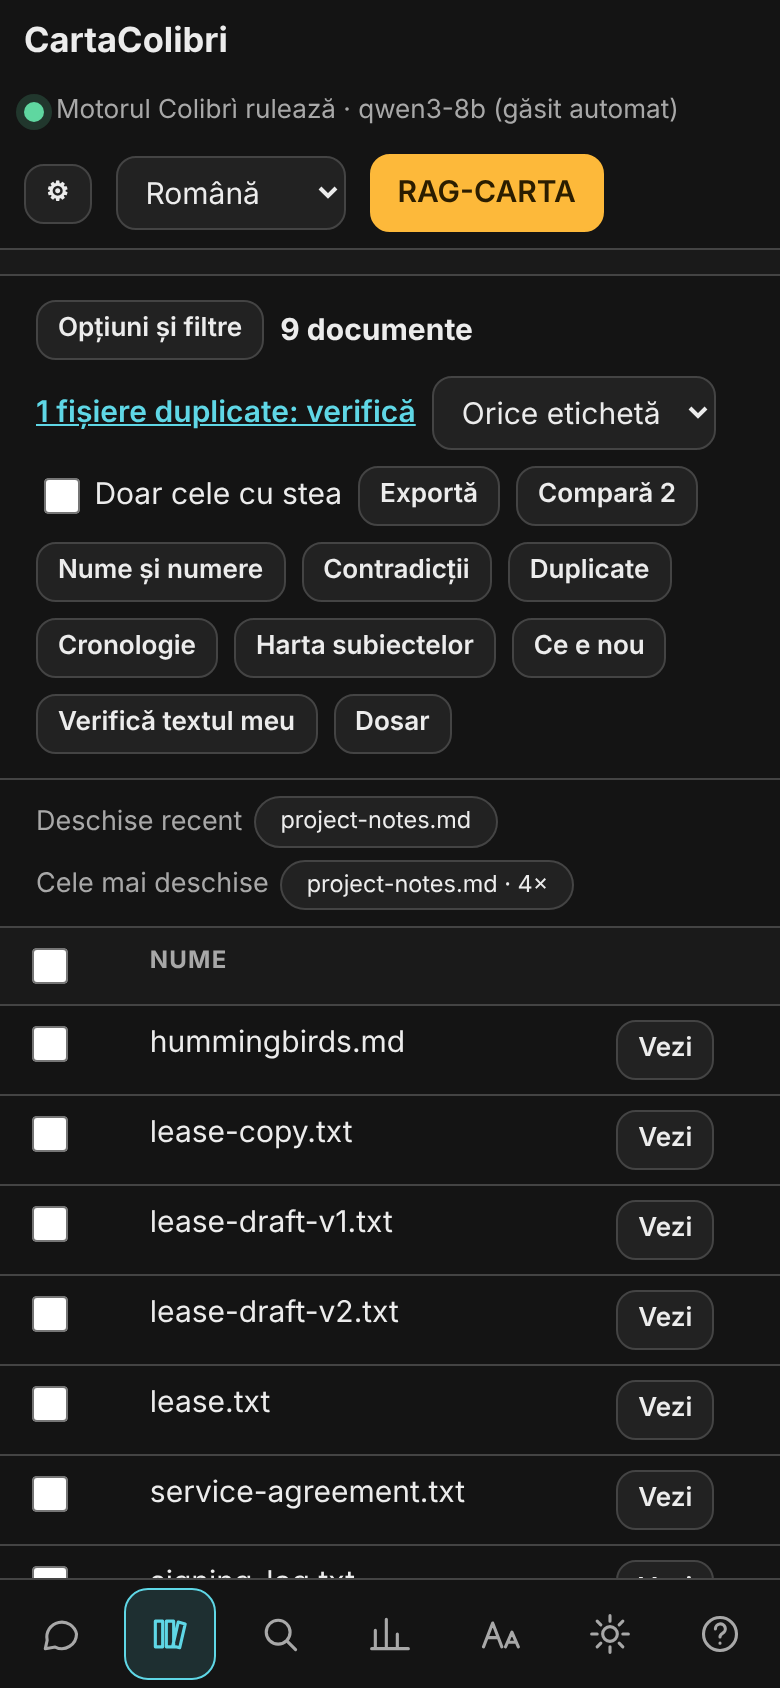 CartaColibri
Motorul Colibrì rulează · qwen3-8b (găsit automat)
Română
RAG-CARTA
Opțiuni și filtre
9 documente
1 fișiere duplicate: verifică
Orice etichetă
Doar cele cu stea
Exportă
Compară 2
Nume și numere
Contradicții
Duplicate
Cronologie
Harta subiectelor
Ce e nou
Verifică textul meu
Dosar
Deschise recent
project-notes.md
Cele mai deschise
project-notes.md · 4×
NUME
hummingbirds.md
Vezi
lease-copy.txt
Vezi
lease-draft-v1.txt
Vezi
lease-draft-v2.txt
Vezi
lease.txt
Vezi
service-agreement.txt
Vezi
AA